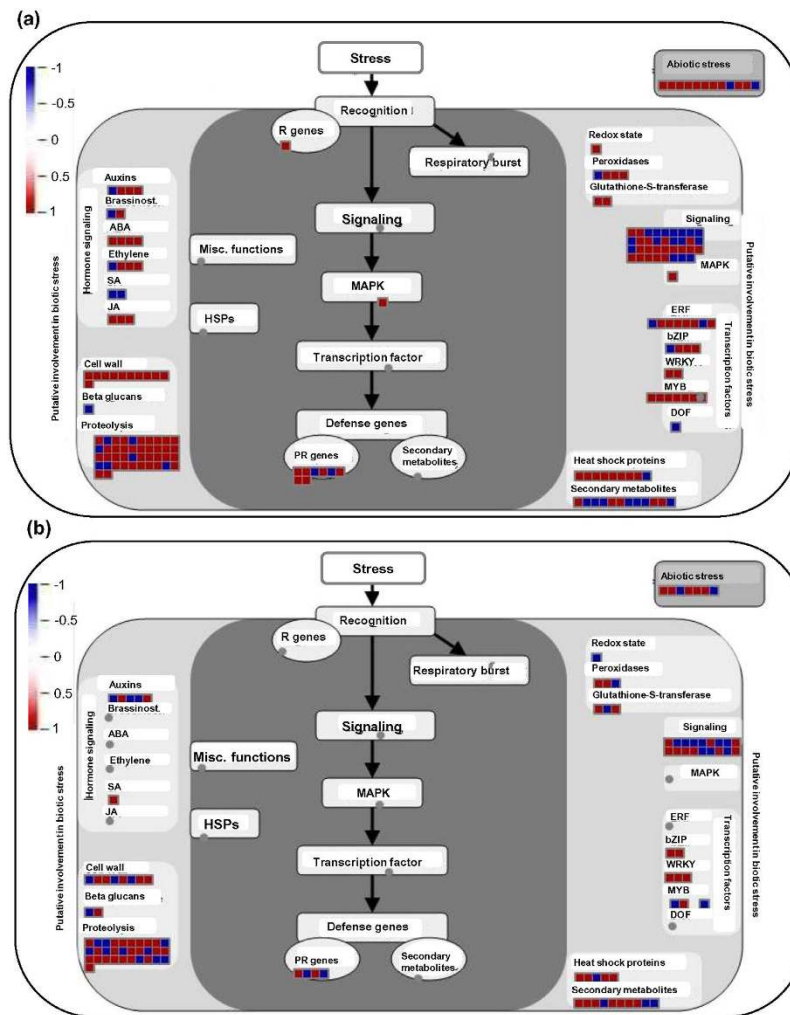 (a)
-1
-0.5
0
0.5
1
Stress
Recognition
R genes
Respiratory burst
Signaling
Misc. functions
MAPK
HSPs
Transcription factor
Defense genes
PR genes
Secondary
metabolites
Putative involvement in biotic stress
Hormone signaling
Auxins
Brassinost.
ABA
Ethylene
SA
JA
Cell wall
Beta glucans
Proteolysis
Abiotic stress
Redox state
Peroxidases
Glutathione-S-transferase
Signaling
MAPK
ERF
bZIP
WRKY
MYB
DOF
Transcription factors
Putative involvement in biotic stress
Heat shock proteins
Secondary metabolites
(b)
-1
-0.5
0
0.5
1
Stress
Recognition
R genes
Respiratory burst
Signaling
Misc. functions
MAPK
HSPs
Transcription factor
Defense genes
PR genes
Secondary
metabolites
Putative involvement in biotic stress
Hormone signaling
Auxins
Brassinost.
ABA
Ethylene
SA
JA
Cell wall
Beta glucans
Proteolysis
Abiotic stress
Redox state
Peroxidases
Glutathione-S-transferase
Signaling
MAPK
ERF
bZIP
WRKY
MYB
DOF
Transcription factors
Putative involvement in biotic stress
Heat shock proteins
Secondary metabolites